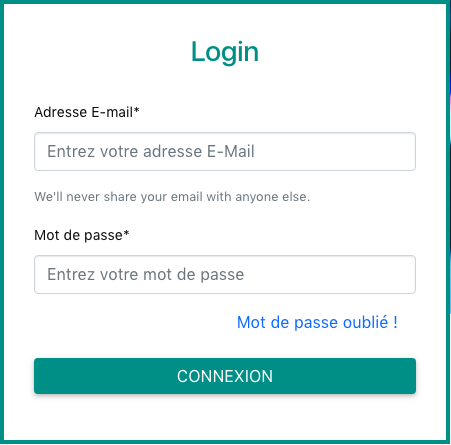 Login
Adresse E-mail*
Entrez votre adresse E-Mail
We'll never share your email with anyone else.
Mot de passe*
Entrez votre mot de passe
Mot de passe oublié !
CONNEXION